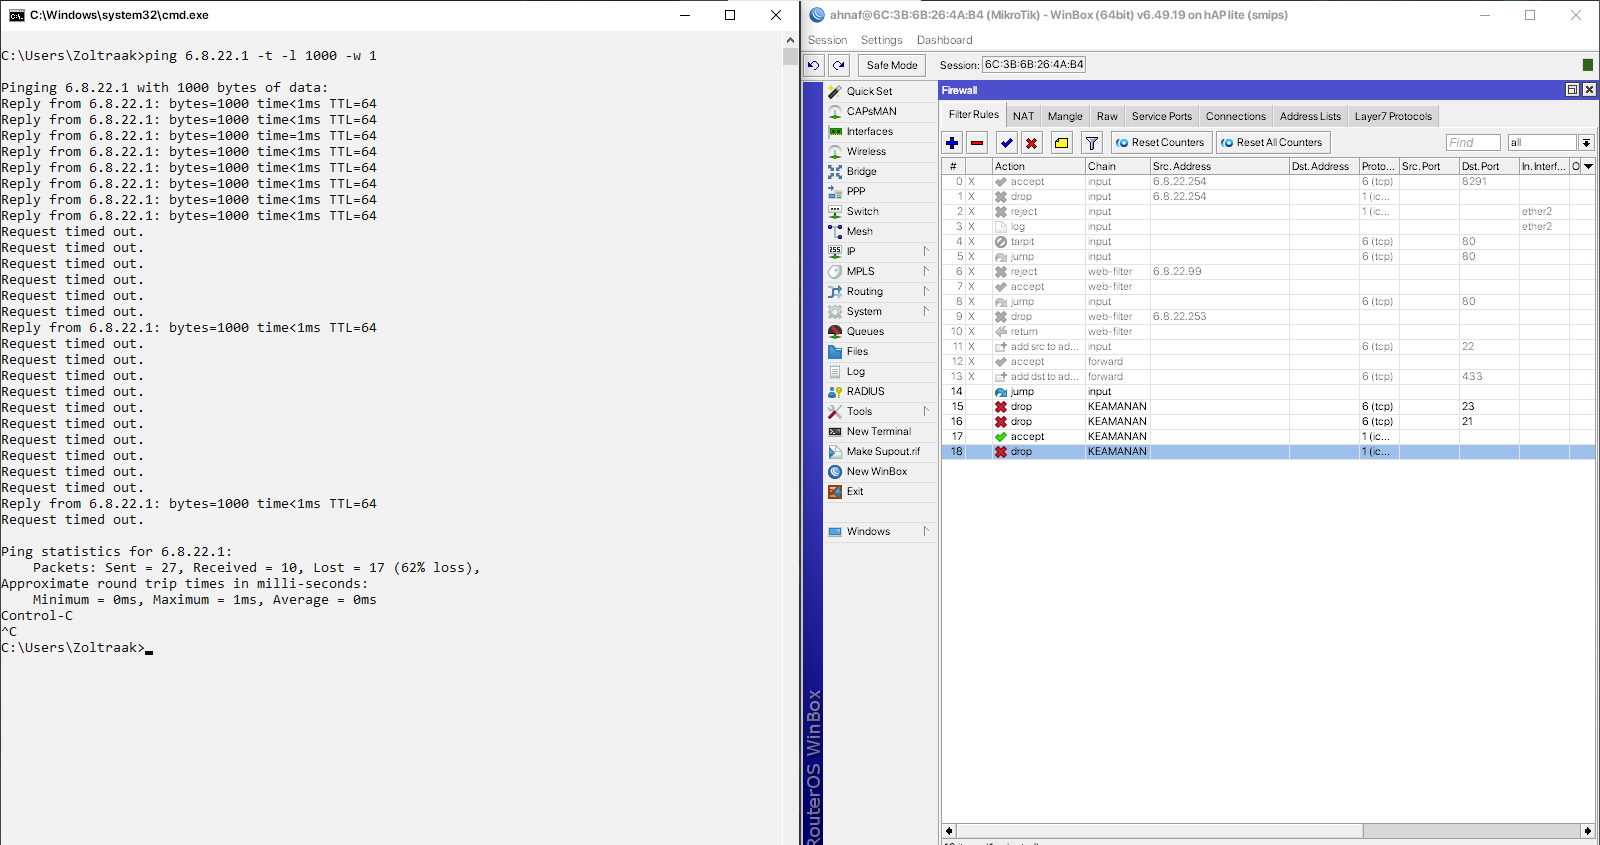 C:\Windows\system32\cmd.exe
C:\Users\Zoltraak>ping 6.8.22.1 -t -l 1000 -w 1
Pinging 6.8.22.1 with 1000 bytes of data:
Reply from 6.8.22.1: bytes=1000 time<1ms TTL=64
Reply from 6.8.22.1: bytes=1000 time<1ms TTL=64
Reply from 6.8.22.1: bytes=1000 time=1ms TTL=64
Reply from 6.8.22.1: bytes=1000 time<1ms TTL=64
Reply from 6.8.22.1: bytes=1000 time<1ms TTL=64
Reply from 6.8.22.1: bytes=1000 time<1ms TTL=64
Reply from 6.8.22.1: bytes=1000 time<1ms TTL=64
Reply from 6.8.22.1: bytes=1000 time<1ms TTL=64
Request timed out.
Request timed out.
Request timed out.
Request timed out.
Request timed out.
Request timed out.
Reply from 6.8.22.1: bytes=1000 time<1ms TTL=64
Request timed out.
Request timed out.
Request timed out.
Request timed out.
Request timed out.
Request timed out.
Request timed out.
Request timed out.
Request timed out.
Request timed out.
Reply from 6.8.22.1: bytes=1000 time<1ms TTL=64
Request timed out.
Ping statistics for 6.8.22.1:
Packets: Sent = 27, Received = 10, Lost = 17 (62% loss),
Approximate round trip times in milli-seconds:
Minimum = 0ms, Maximum = 1ms, Average = 0ms
Control-C
^C
C:\Users\Zoltraak>
ahnaf@6C:3B:6B:26:4A:B4 (MikroTik) - WinBox (64bit) v6.49.19 on hAP lite (smips)
Session Settings Dashboard
Safe Mode Session: 6C:3B:6B:26:4A:B4
RouterOS WinBox
Quick Set
CAPsMAN
Interfaces
Wireless
Bridge
PPP
Switch
Mesh
IP
MPLS
Routing
System
Queues
Files
Log
RADIUS
Tools
New Terminal
Make Supout.rif
New WinBox
Exit
Windows
Firewall
Filter Rules NAT Mangle Raw Service Ports Connections Address Lists Layer7 Protocols
Reset Counters Reset All Counters Find all
# Action Chain Src. Address Dst. Address Proto... Src. Port Dst. Port In. Interf... O
0 X accept input 6.8.22.254 6 (tcp) 8291
1 X drop input 6.8.22.254 1 (ic...
2 X reject input 1 (ic... ether2
3 X log input ether2
4 X tarpit input 6 (tcp) 80
5 X jump input 6 (tcp) 80
6 X reject web-filter 6.8.22.99
7 X accept web-filter
8 X jump input 6 (tcp) 80
9 X drop web-filter 6.8.22.253
10 X return web-filter
11 X add src to ad... input 6 (tcp) 22
12 X accept forward
13 X add dst to ad... forward 6 (tcp) 433
14 jump input
15 drop KEAMANAN 6 (tcp) 23
16 drop KEAMANAN 6 (tcp) 21
17 accept KEAMANAN 1 (ic...
18 drop KEAMANAN 1 (ic...